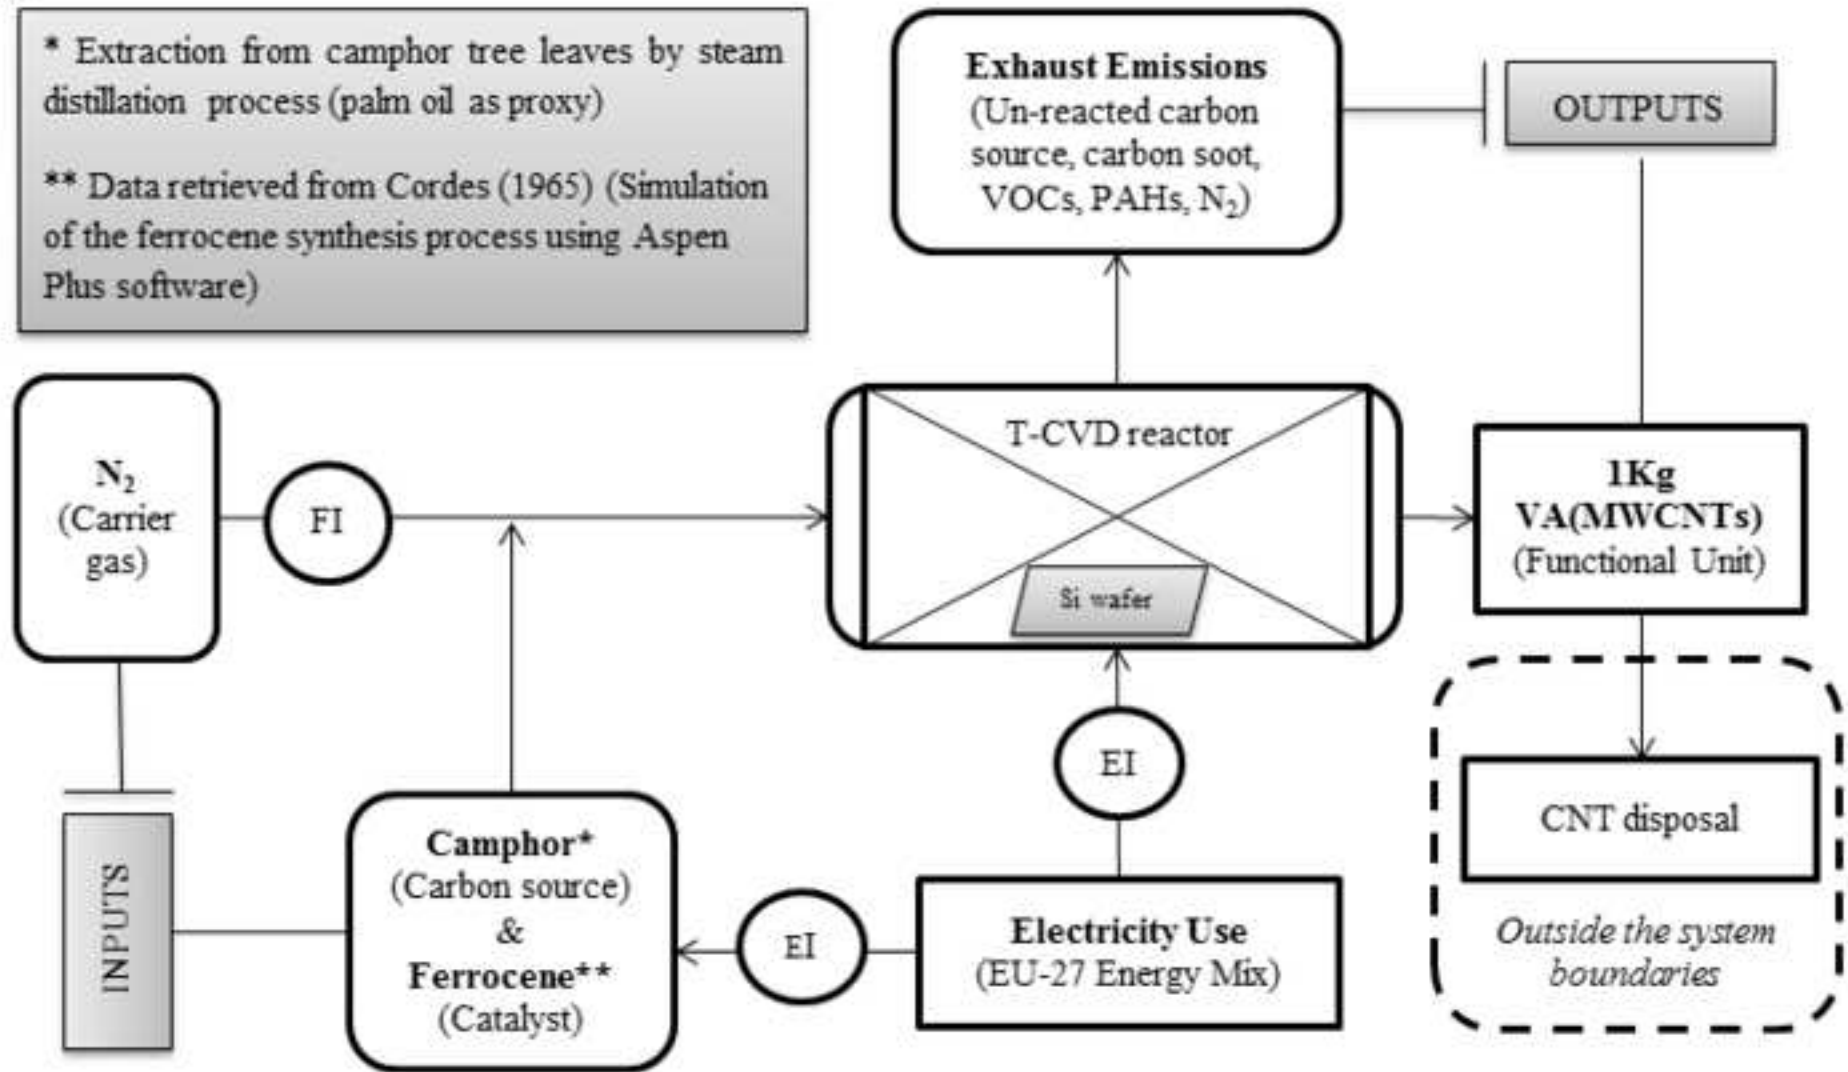 * Extraction from camphor tree leaves by steam
distillation process (palm oil as proxy)
** Data retrieved from Cordes (1965) (Simulation
of the ferrocene synthesis process using Aspen
Plus software)
Exhaust Emissions
(Un-reacted carbon
source, carbon soot,
VOCs, PAHs, N₂)
OUTPUTS
N₂
(Carrier
gas)
FI
T-CVD reactor
Si wafer
1Kg
VA(MWCNTs)
(Functional Unit)
EI
CNT disposal
Outside the system
boundaries
INPUTS
Camphor*
(Carbon source)
&
Ferrocene**
(Catalyst)
EI
Electricity Use
(EU-27 Energy Mix)